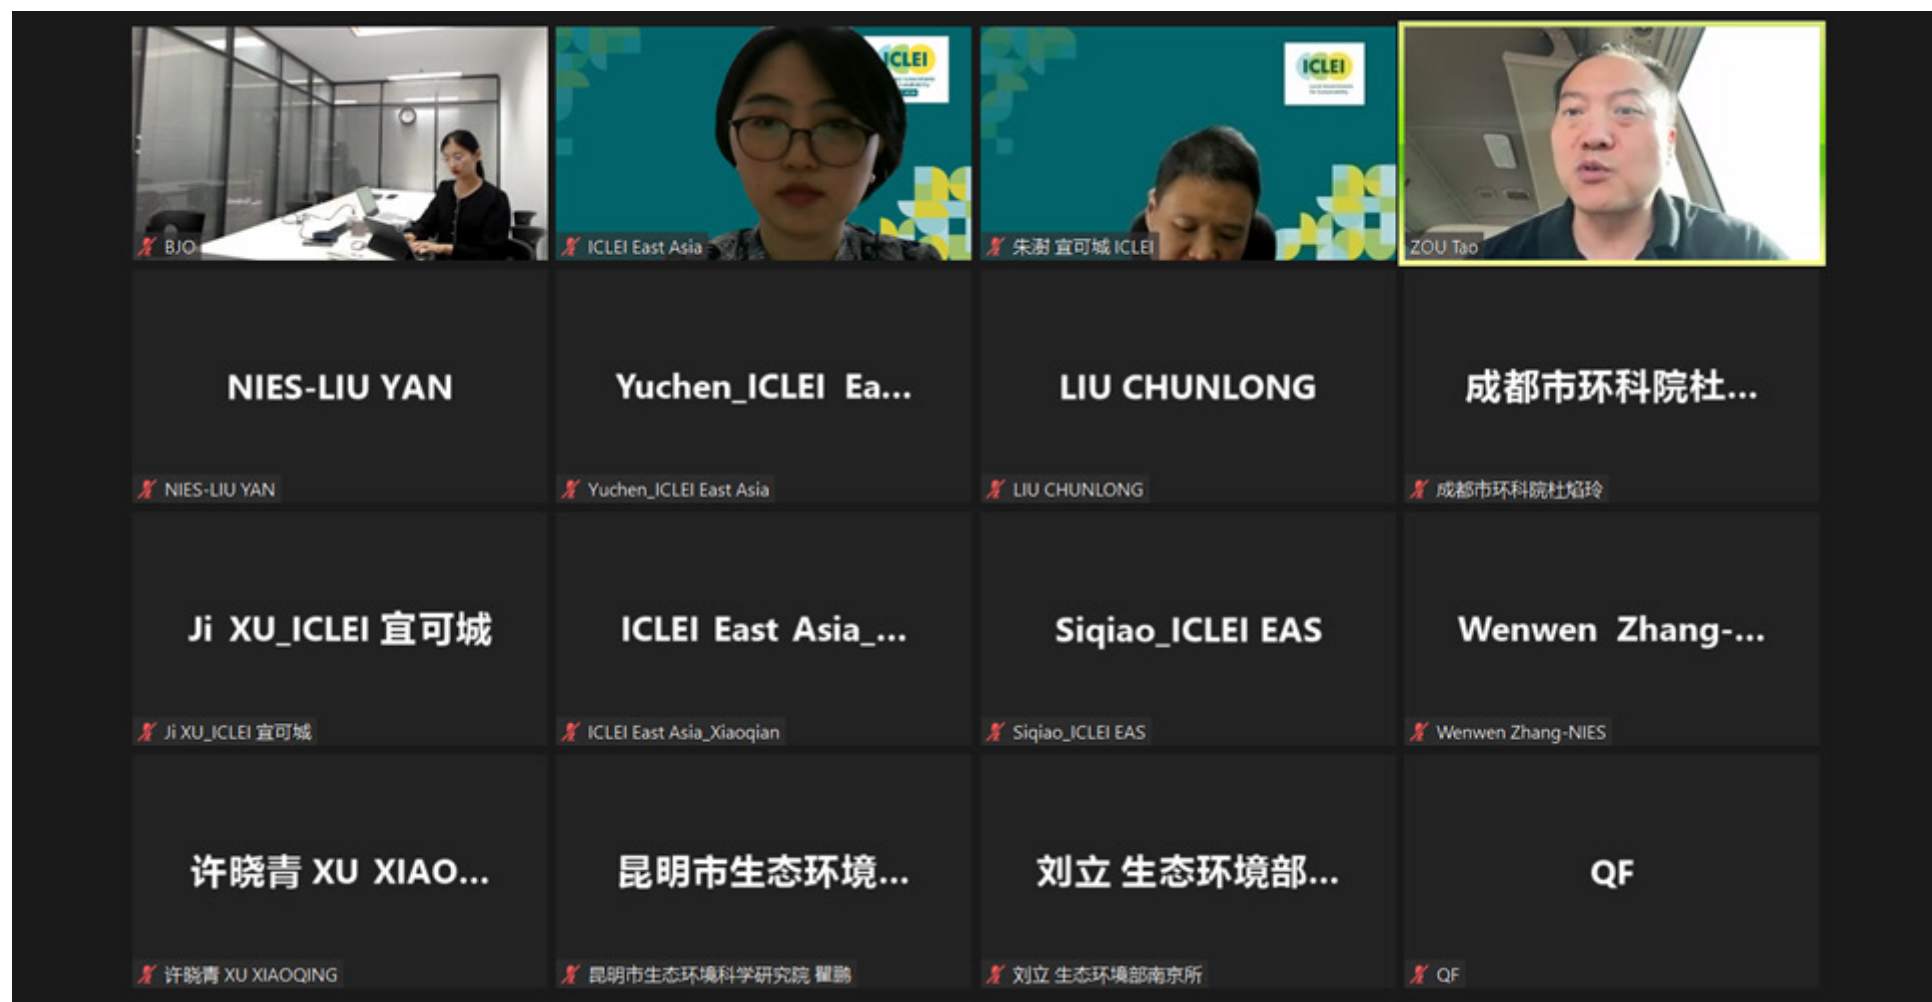 ICLEI
ICLEI
BJO
ICLEI East Asia
朱澍 宜可城 ICLEI
ZOU Tao
NIES-LIU YAN
Yuchen_ICLEI Ea...
LIU CHUNLONG
成都市环科院杜...
NIES-LIU YAN
Yuchen_ICLEI East Asia
LIU CHUNLONG
成都市环科院杜焰玲
Ji XU_ICLEI 宜可城
ICLEI East Asia_...
Siqiao_ICLEI EAS
Wenwen Zhang-...
Ji XU_ICLEI 宜可城
ICLEI East Asia_Xiaoqian
Siqiao_ICLEI EAS
Wenwen Zhang-NIES
许晓青 XU XIAO...
昆明市生态环境...
刘立 生态环境部...
QF
许晓青 XU XIAOQING
昆明市生态环境科学研究院 瞿鹏
刘立 生态环境部南京所
QF